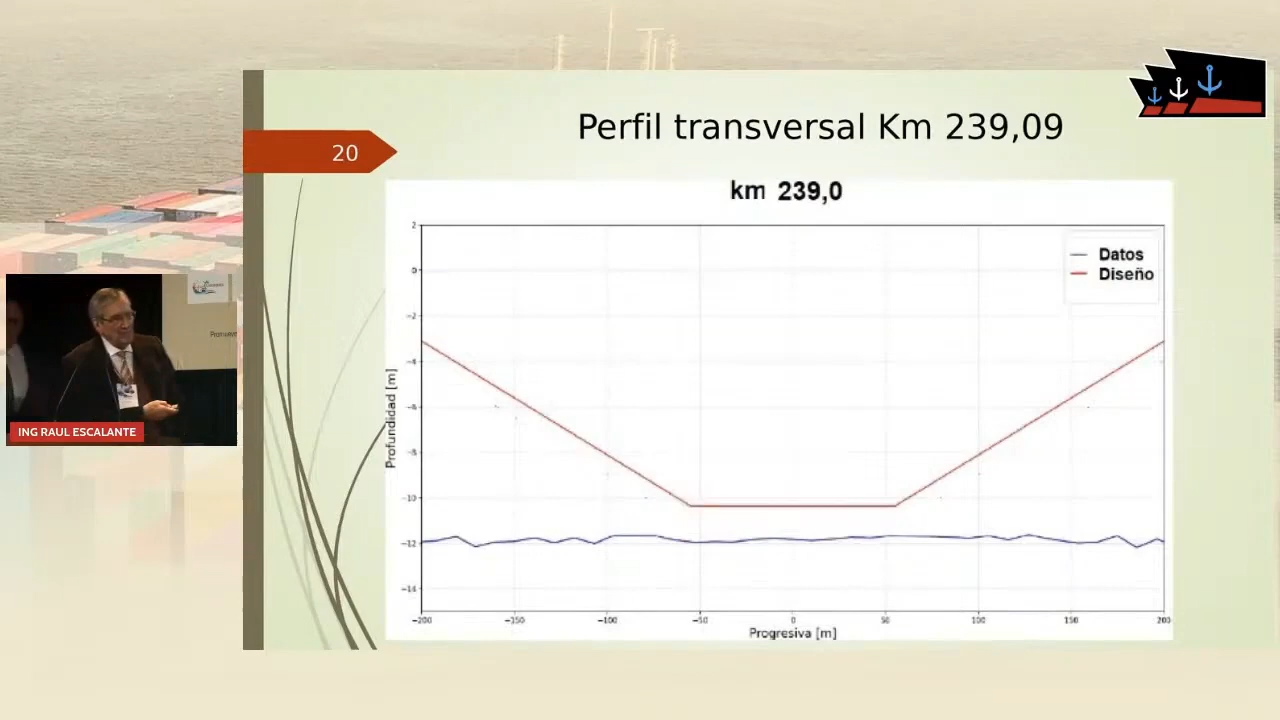 Perfil transversal Km 239,09
20
km 239,0
2
0
−2
−4
−6
−8
−10
−12
−14
Profundidad [m]
Datos
Diseño
−200
−150
−100
−50
0
50
100
150
200
Progresiva [m]
ING RAUL ESCALANTE